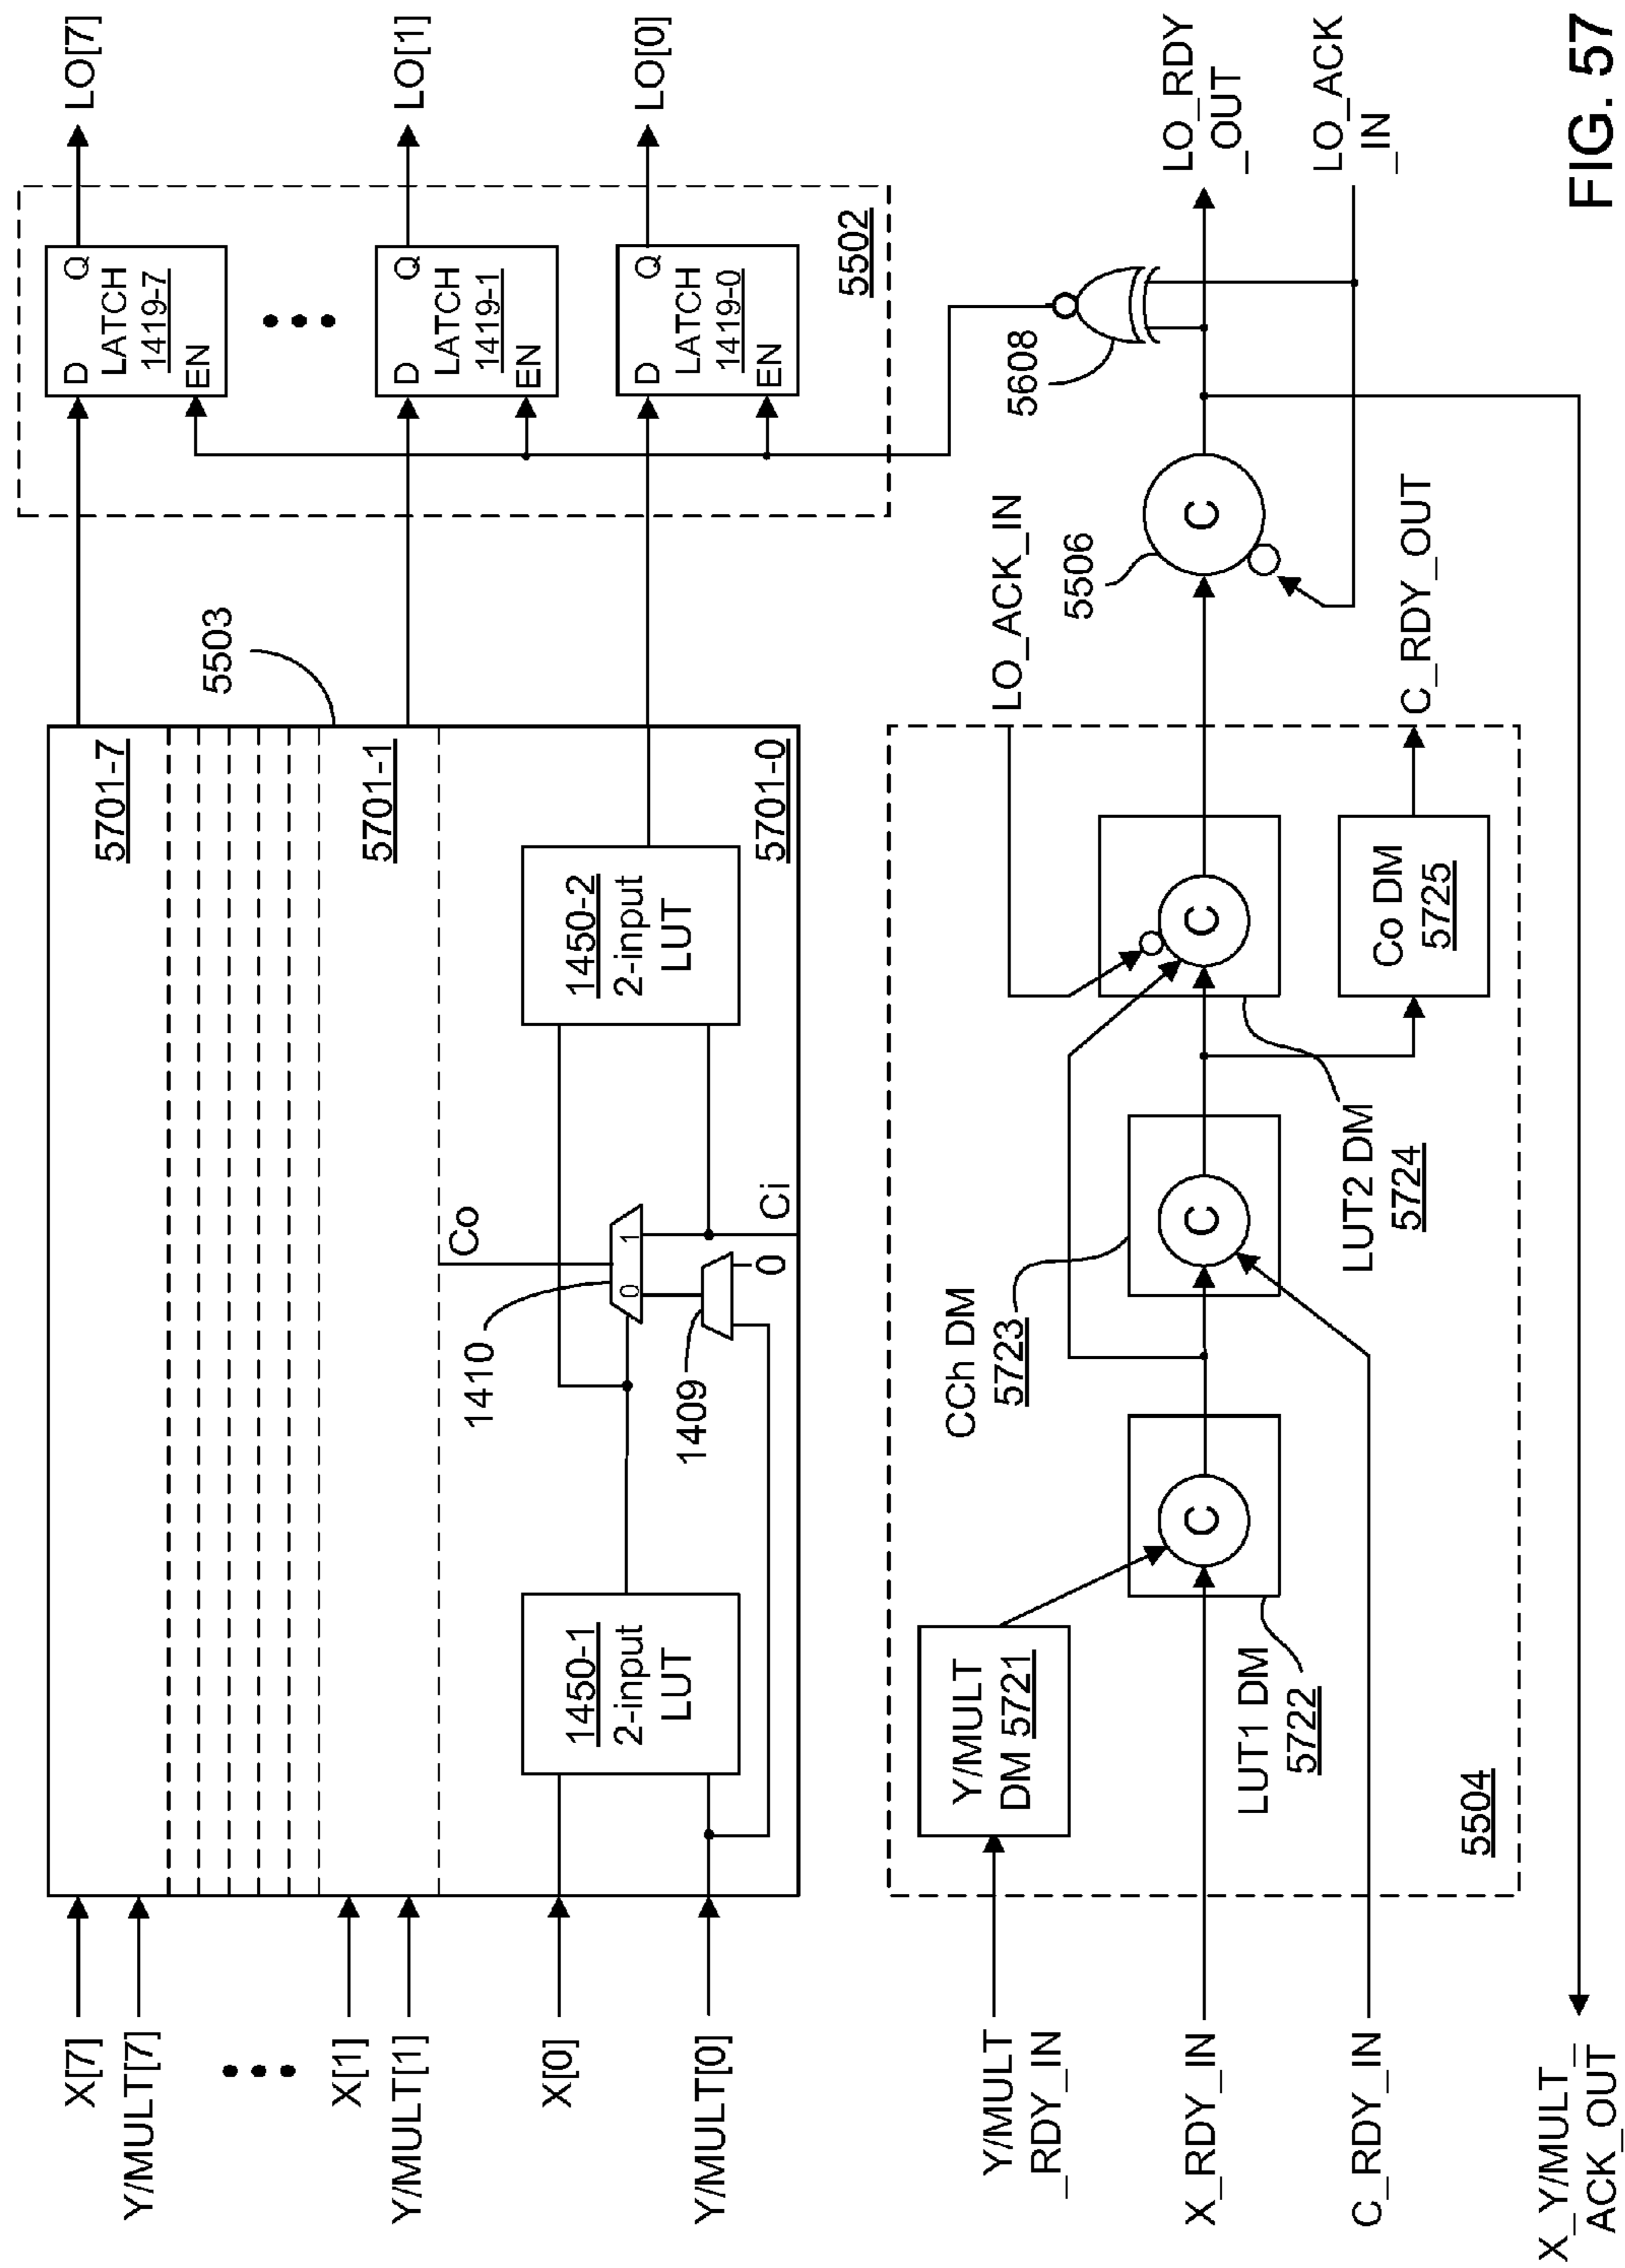 X[7]
Y/MULT[7]
X[1]
Y/MULT[1]
X[0]
Y/MULT[0]
5701-7
5701-1
5701-0
5503
1450-1
2-input
LUT
1450-2
2-input
LUT
1410
1409
0
1
0
Co
Ci
D Q
LATCH
1419-7
EN
D Q
LATCH
1419-1
EN
D Q
LATCH
1419-0
EN
5502
LO[7]
LO[1]
LO[0]
Y/MULT
_RDY_IN
X_RDY_IN
C_RDY_IN
X_Y/MULT_
ACK_OUT
Y/MULT
DM 5721
C
LUT1 DM
5722
CCh DM
5723
C
C
LUT2 DM
5724
Co DM
5725
5504
LO_ACK_IN
C_RDY_OUT
5506
C
5608
LO_RDY
_OUT
LO_ACK
_IN
FIG. 57